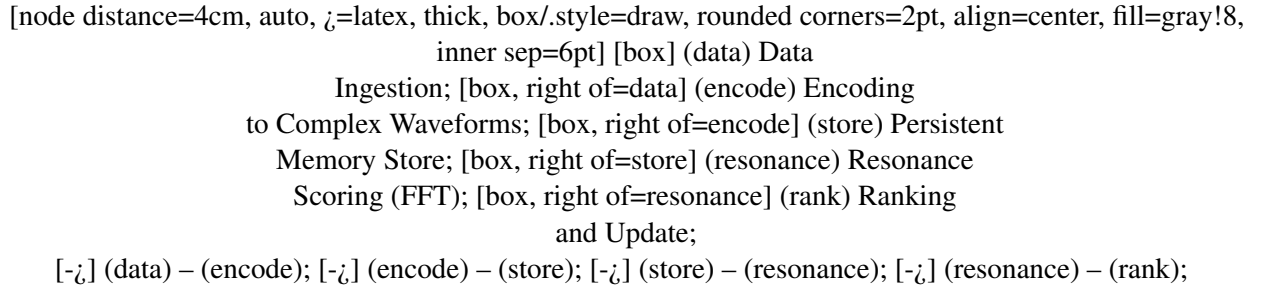 [node distance=4cm, auto, ¿=latex, thick, box/.style=draw, rounded corners=2pt, align=center, fill=gray!8,
inner sep=6pt] [box] (data) Data
Ingestion; [box, right of=data] (encode) Encoding
to Complex Waveforms; [box, right of=encode] (store) Persistent
Memory Store; [box, right of=store] (resonance) Resonance
Scoring (FFT); [box, right of=resonance] (rank) Ranking
and Update;
[-¿] (data) – (encode); [-¿] (encode) – (store); [-¿] (store) – (resonance); [-¿] (resonance) – (rank);